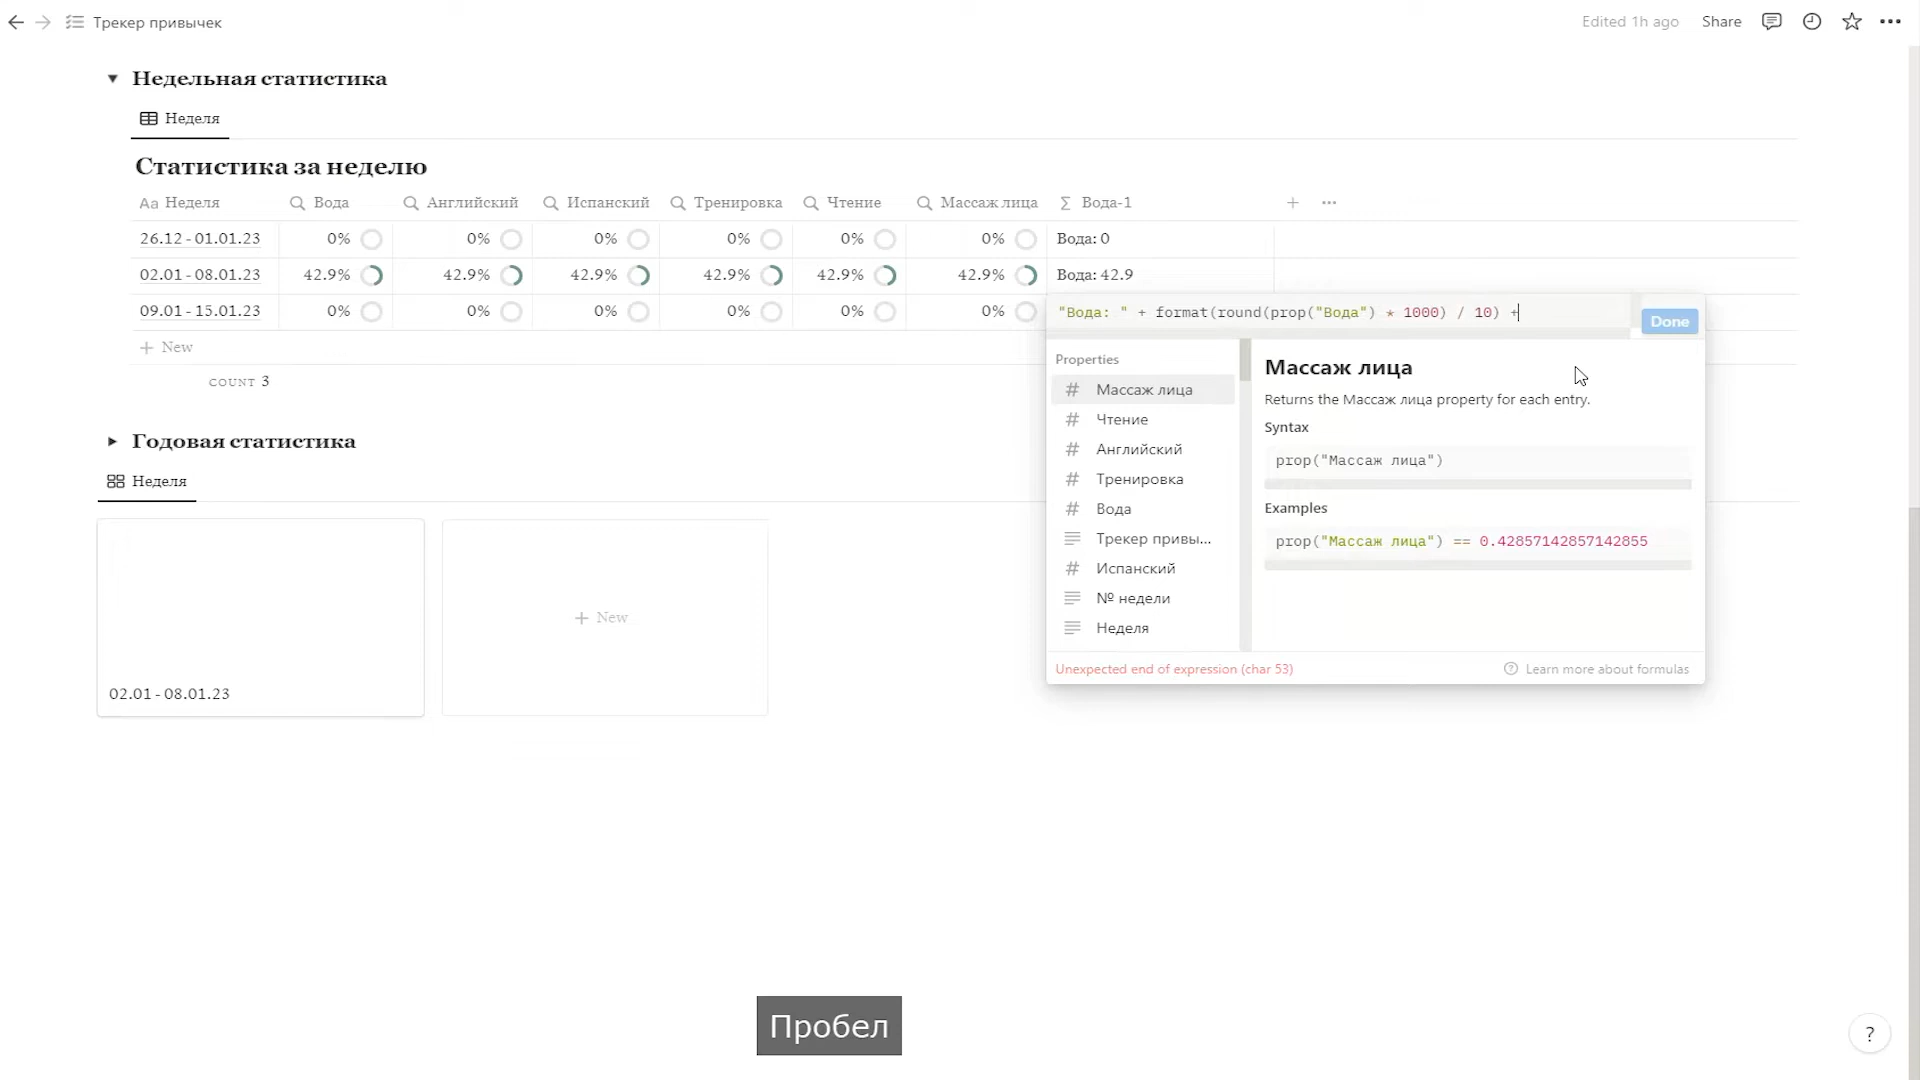 Трекер привычек Edited 1h ago Share
Недельная статистика
Неделя
Статистика за неделю
Aa Неделя Вода Английский Испанский Тренировка Чтение Массаж лица Σ Вода-1 + •••
26.12 - 01.01.23 0% 0% 0% 0% 0% 0% Вода: 0
02.01 - 08.01.23 42.9% 42.9% 42.9% 42.9% 42.9% 42.9% Вода: 42.9
09.01 - 15.01.23 0% 0% 0% 0% 0% 0%
"Вода: " + format(round(prop("Вода") * 1000) / 10) +
Done
+ New
COUNT 3
Properties
# Массаж лица
# Чтение
# Английский
# Тренировка
# Вода
Трекер привы...
# Испанский
№ недели
Неделя
Массаж лица
Returns the Массаж лица property for each entry.
Syntax
prop("Массаж лица")
Examples
prop("Массаж лица") == 0.42857142857142855
Unexpected end of expression (char 53)
? Learn more about formulas
Годовая статистика
Неделя
+ New
02.01 - 08.01.23
Пробел
?